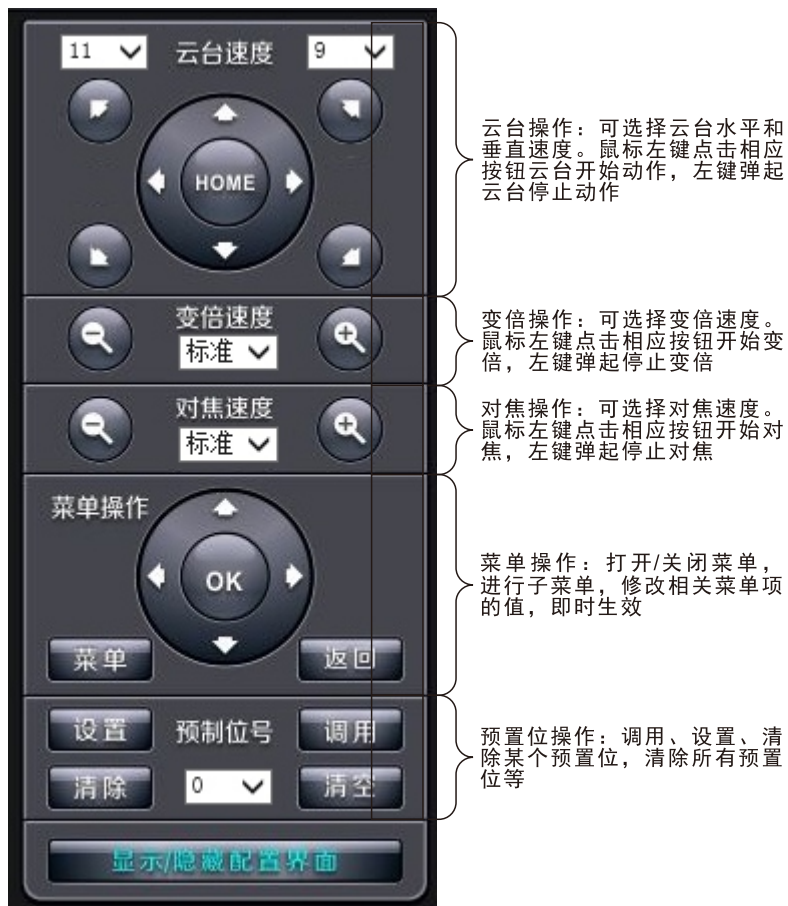 11 云台速度 9
HOME
云台操作：可选择云台水平和
垂直速度。鼠标左键点击相应
按钮云台开始动作，左键弹起
云台停止动作
变倍速度
标准
变倍操作：可选择变倍速度。
鼠标左键点击相应按钮开始变
倍，左键弹起停止变倍
对焦速度
标准
对焦操作：可选择对焦速度。
鼠标左键点击相应按钮开始对
焦，左键弹起停止对焦
菜单操作
OK
菜单 返回
菜单操作：打开/关闭菜单，
进行子菜单，修改相关菜单项
的值，即时生效
设置 预制位号 调用
清除 0 清空
预置位操作：调用、设置、清
除某个预置位，清除所有预置
位等
显示/隐藏配置界面